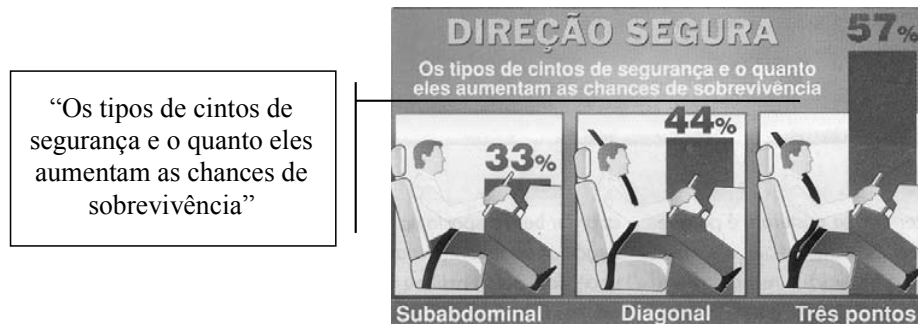 “Os tipos de cintos de
segurança e o quanto eles
aumentam as chances de
sobrevivência”
DIREÇÃO SEGURA
Os tipos de cintos de segurança e o quanto
eles aumentam as chances de sobrevivência
33%
44%
57%
Subabdominal
Diagonal
Três pontos